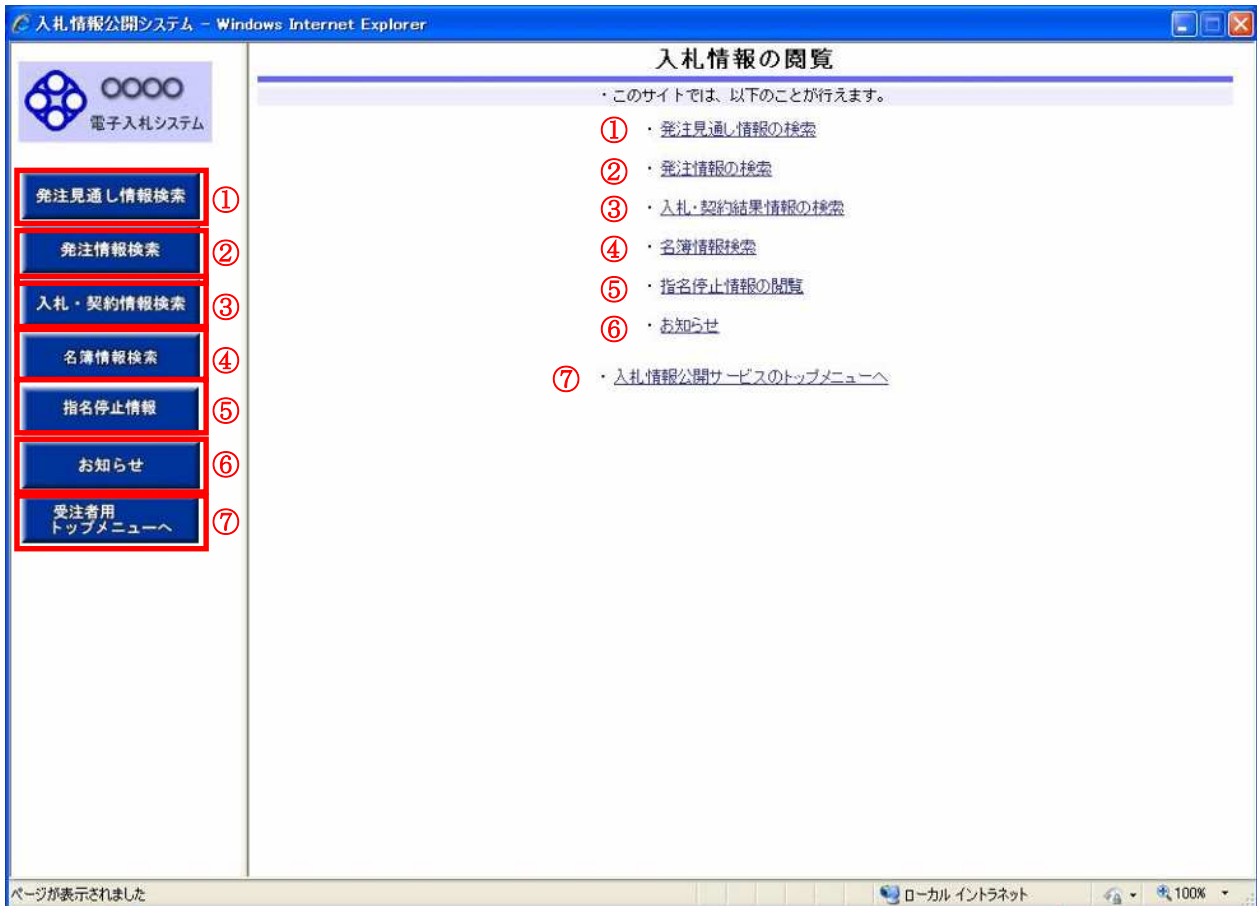 入札情報公開システム - Windows Internet Explorer
○○○○
電子入札システム
発注見通し情報検索 ①
発注情報検索 ②
入札・契約情報検索 ③
名簿情報検索 ④
指名停止情報 ⑤
お知らせ ⑥
受注者用
トップメニューへ ⑦
入札情報の閲覧
・このサイトでは、以下のことが行えます。
① ・発注見通し情報の検索
② ・発注情報の検索
③ ・入札・契約結果情報の検索
④ ・名簿情報検索
⑤ ・指名停止情報の閲覧
⑥ ・お知らせ
⑦ ・入札情報公開サービスのトップメニューへ
ページが表示されました
ローカル イントラネット
100%